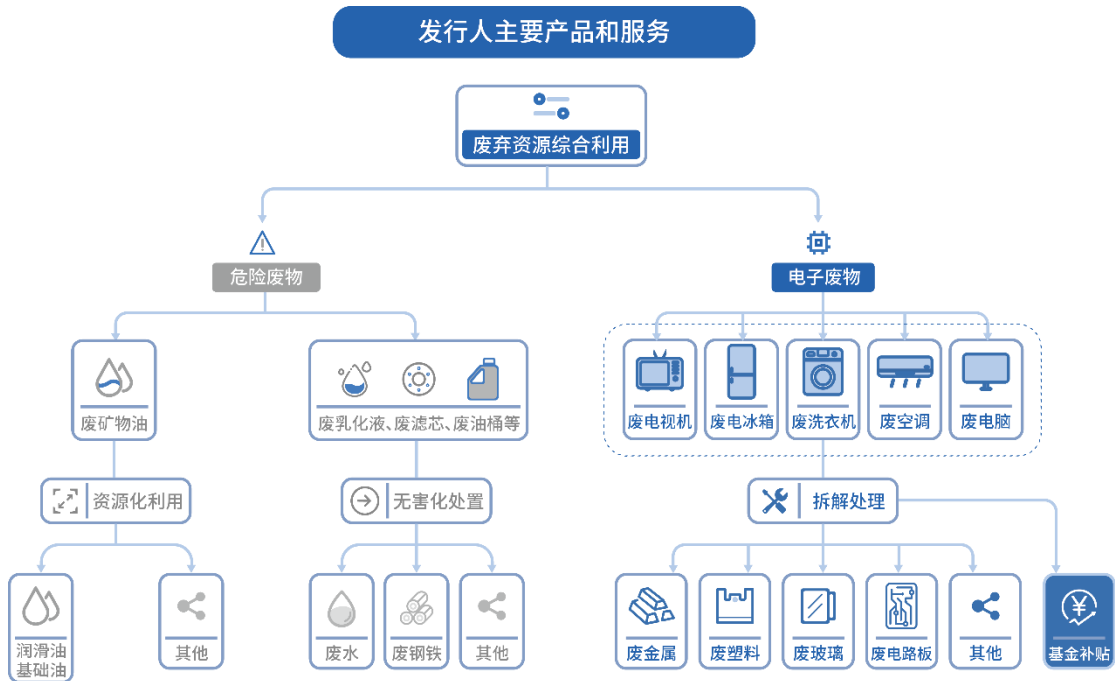 发行人主要产品和服务
废弃资源综合利用
危险废物
电子废物
废矿物油
废乳化液、废滤芯、废油桶等
废电视机
废电冰箱
废洗衣机
废空调
废电脑
资源化利用
无害化处置
拆解处理
润滑油
基础油
其他
废水
废钢铁
其他
废金属
废塑料
废玻璃
废电路板
其他
基金补贴